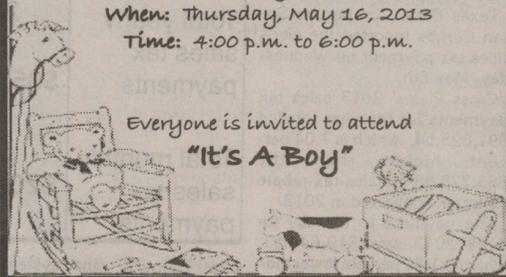 When: Thursday, May 16, 2013
Time: 4:00 p.m. to 6:00 p.m.
Everyone is invited to attend
"It's A Boy"